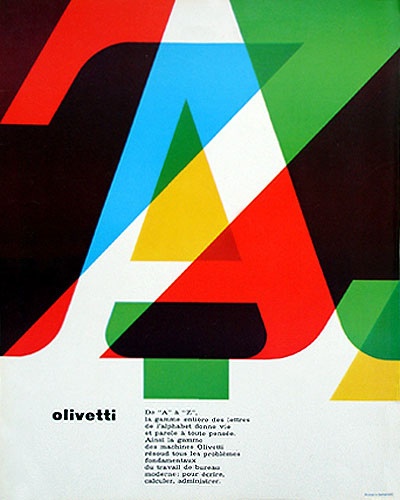 A Z
olivetti
De "A" à "Z",
la gamme entière des lettres
de l'alphabet donne vie
et parole à toute pensée.
Ainsi la gamme
des machines Olivetti
résoud tous les problèmes
fondamentaux
du travail de bureau
moderne: pour écrire,
calculer, administrer.